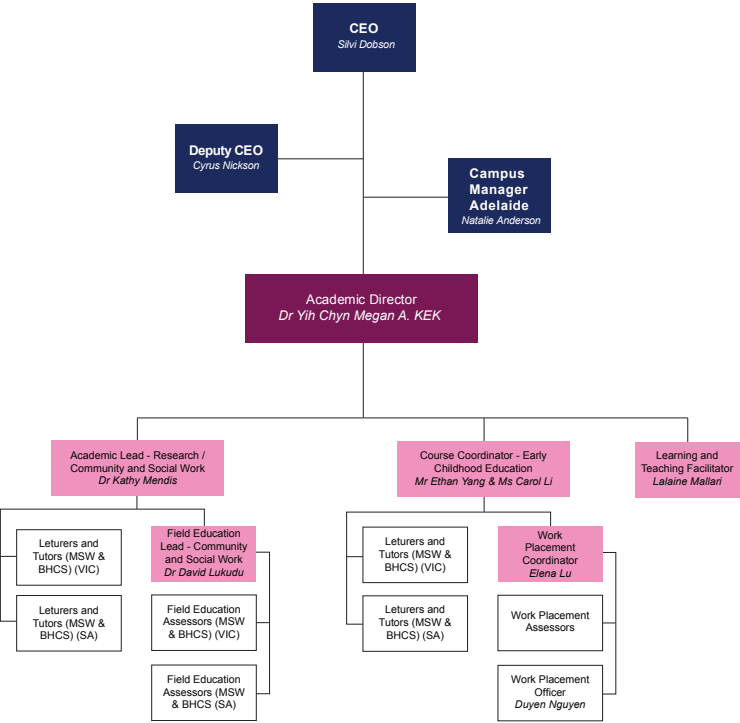 CEO
Silvi Dobson
Deputy CEO
Cyrus Nickson
Campus
Manager
Adelaide
Natalie Anderson
Academic Director
Dr Yih Chyn Megan A. KEK
Academic Lead - Research /
Community and Social Work
Dr Kathy Mendis
Course Coordinator - Early
Childhood Education
Mr Ethan Yang & Ms Carol Li
Learning and
Teaching Facilitator
Lalaine Mallari
Leturers and
Tutors (MSW &
BHCS) (VIC)
Field Education
Lead - Community
and Social Work
Dr David Lukudu
Leturers and
Tutors (MSW &
BHCS) (VIC)
Work
Placement
Coordinator
Elena Lu
Leturers and
Tutors (MSW &
BHCS) (SA)
Field Education
Assessors (MSW
& BHCS) (VIC)
Leturers and
Tutors (MSW &
BHCS) (SA)
Work Placement
Assessors
Field Education
Assessors (MSW
& BHCS (SA)
Work Placement
Officer
Duyen Nguyen